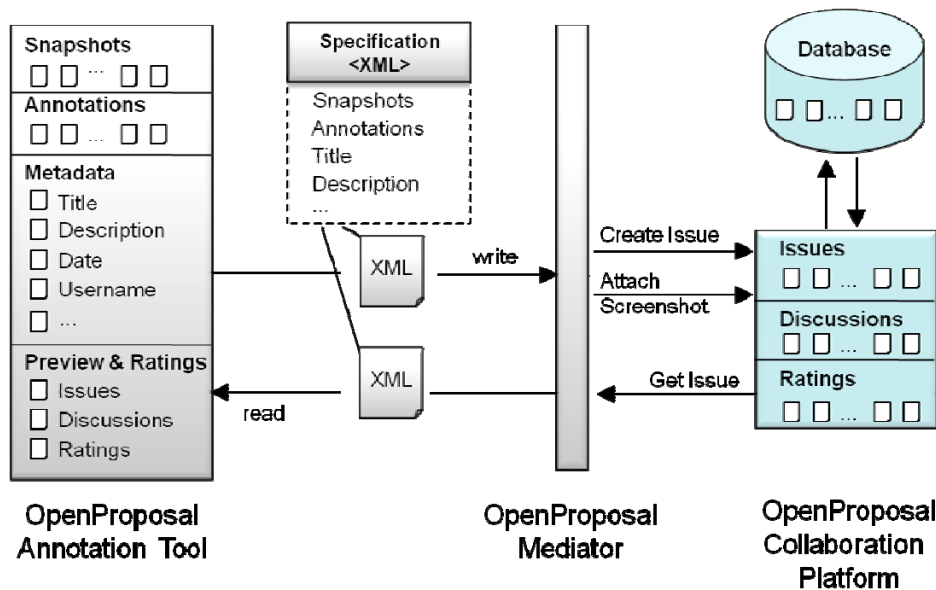 Snapshots
...
Annotations
...
Metadata
Title
Description
Date
Username
...
Preview & Ratings
Issues
Discussions
Ratings
OpenProposal
Annotation Tool
Specification
<XML>
Snapshots
Annotations
Title
Description
...
XML
write
XML
read
OpenProposal
Mediator
Create Issue
Attach
Screenshot
Get Issue
Database
...
Issues
...
Discussions
...
Ratings
...
OpenProposal
Collaboration
Platform